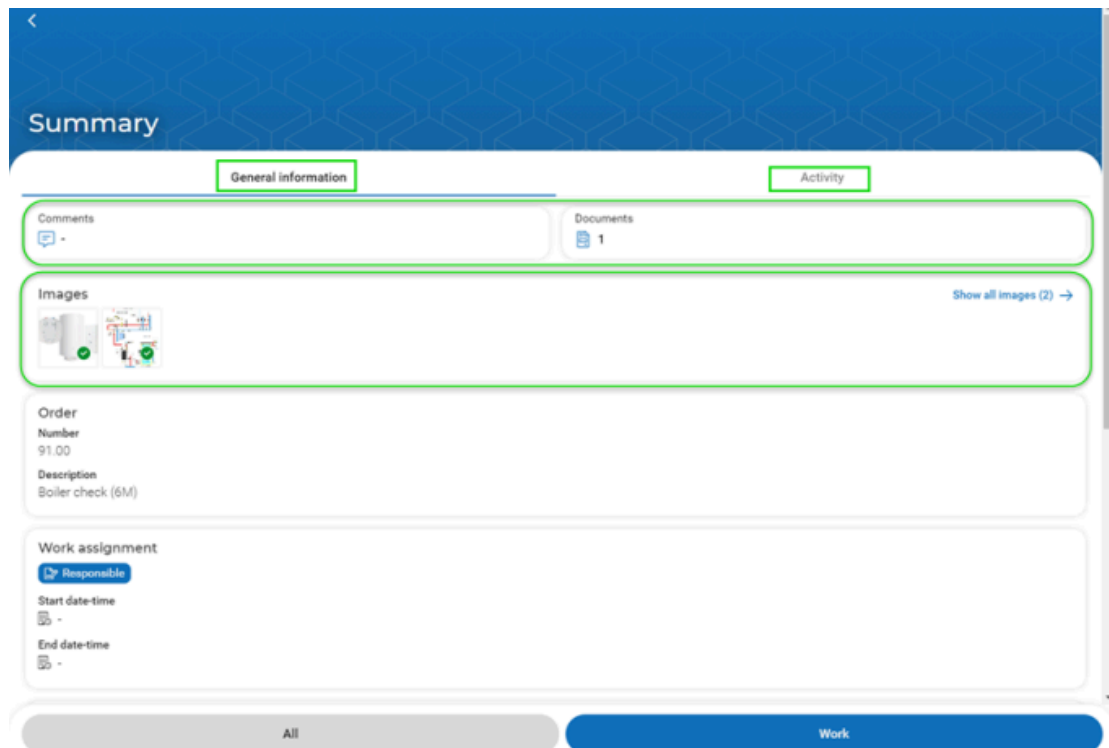 Summary
General information
Activity
Comments
-
Documents
1
Images
Show all images (2) →
Order
Number
91.00
Description
Boiler check (6M)
Work assignment
Responsible
Start date-time
-
End date-time
-
All
Work